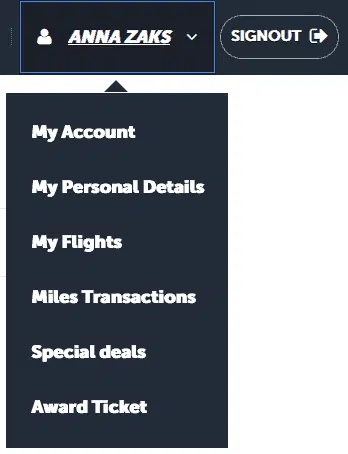 ANNA ZAKS
SIGNOUT
My Account
My Personal Details
My Flights
Miles Transactions
Special deals
Award Ticket